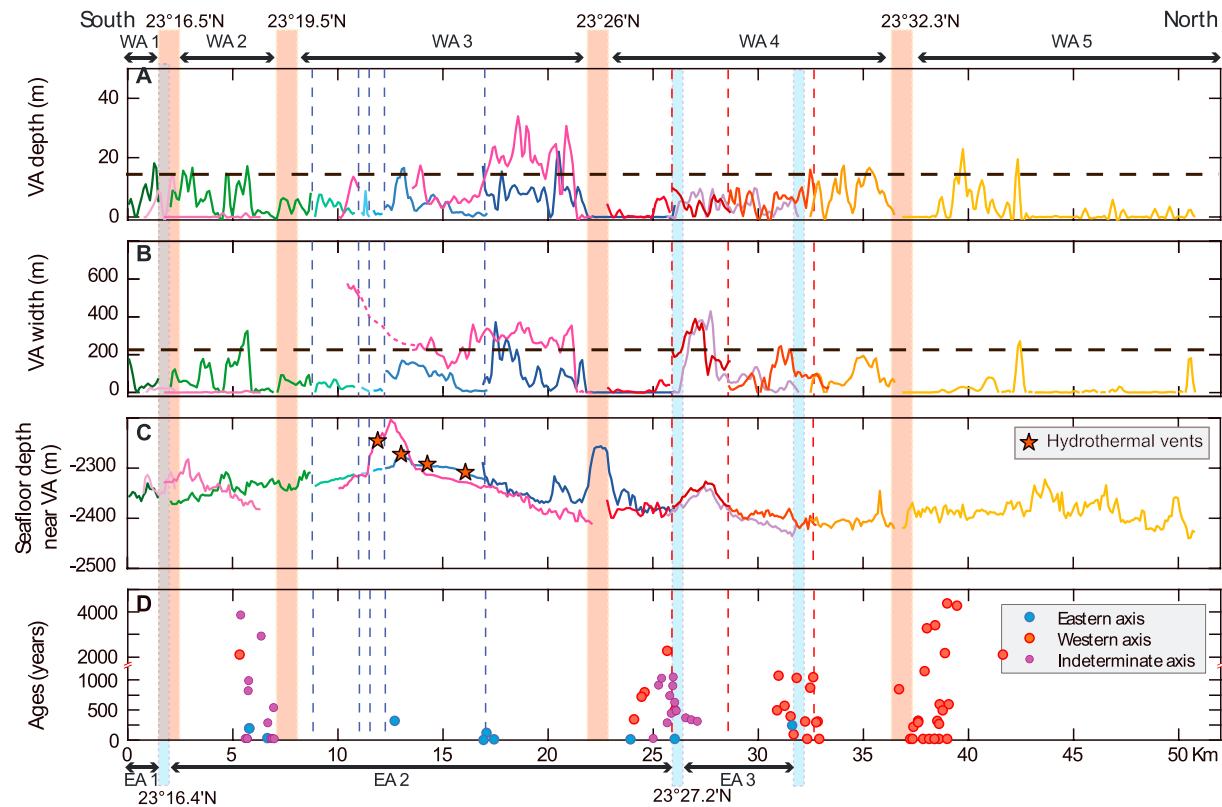 South 23°16.5'N 23°19.5'N 23°26'N 23°32.3'N North
WA 1 WA 2 WA 3 WA 4 WA 5
A
VA depth (m)
40
20
0
B
VA width (m)
600
400
200
0
C
Seafloor depth
near VA (m)
-2300
-2400
-2500
Hydrothermal vents
D
Ages (years)
4000
2000
1000
500
0
Eastern axis
Western axis
Indeterminate axis
0 5 10 15 20 25 30 35 40 45 50 Km
EA 1 EA 2 EA 3
23°16.4'N 23°27.2'N